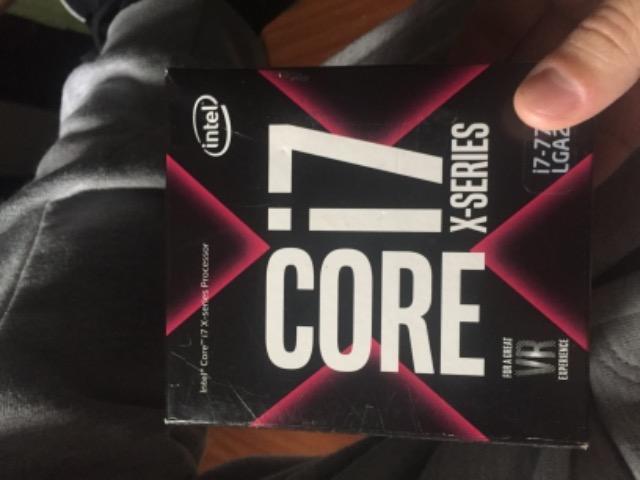 intel
Intel® Core™ i7 X-series Processor
CORE i7
X-SERIES
FOR A GREAT
VR
EXPERIENCE